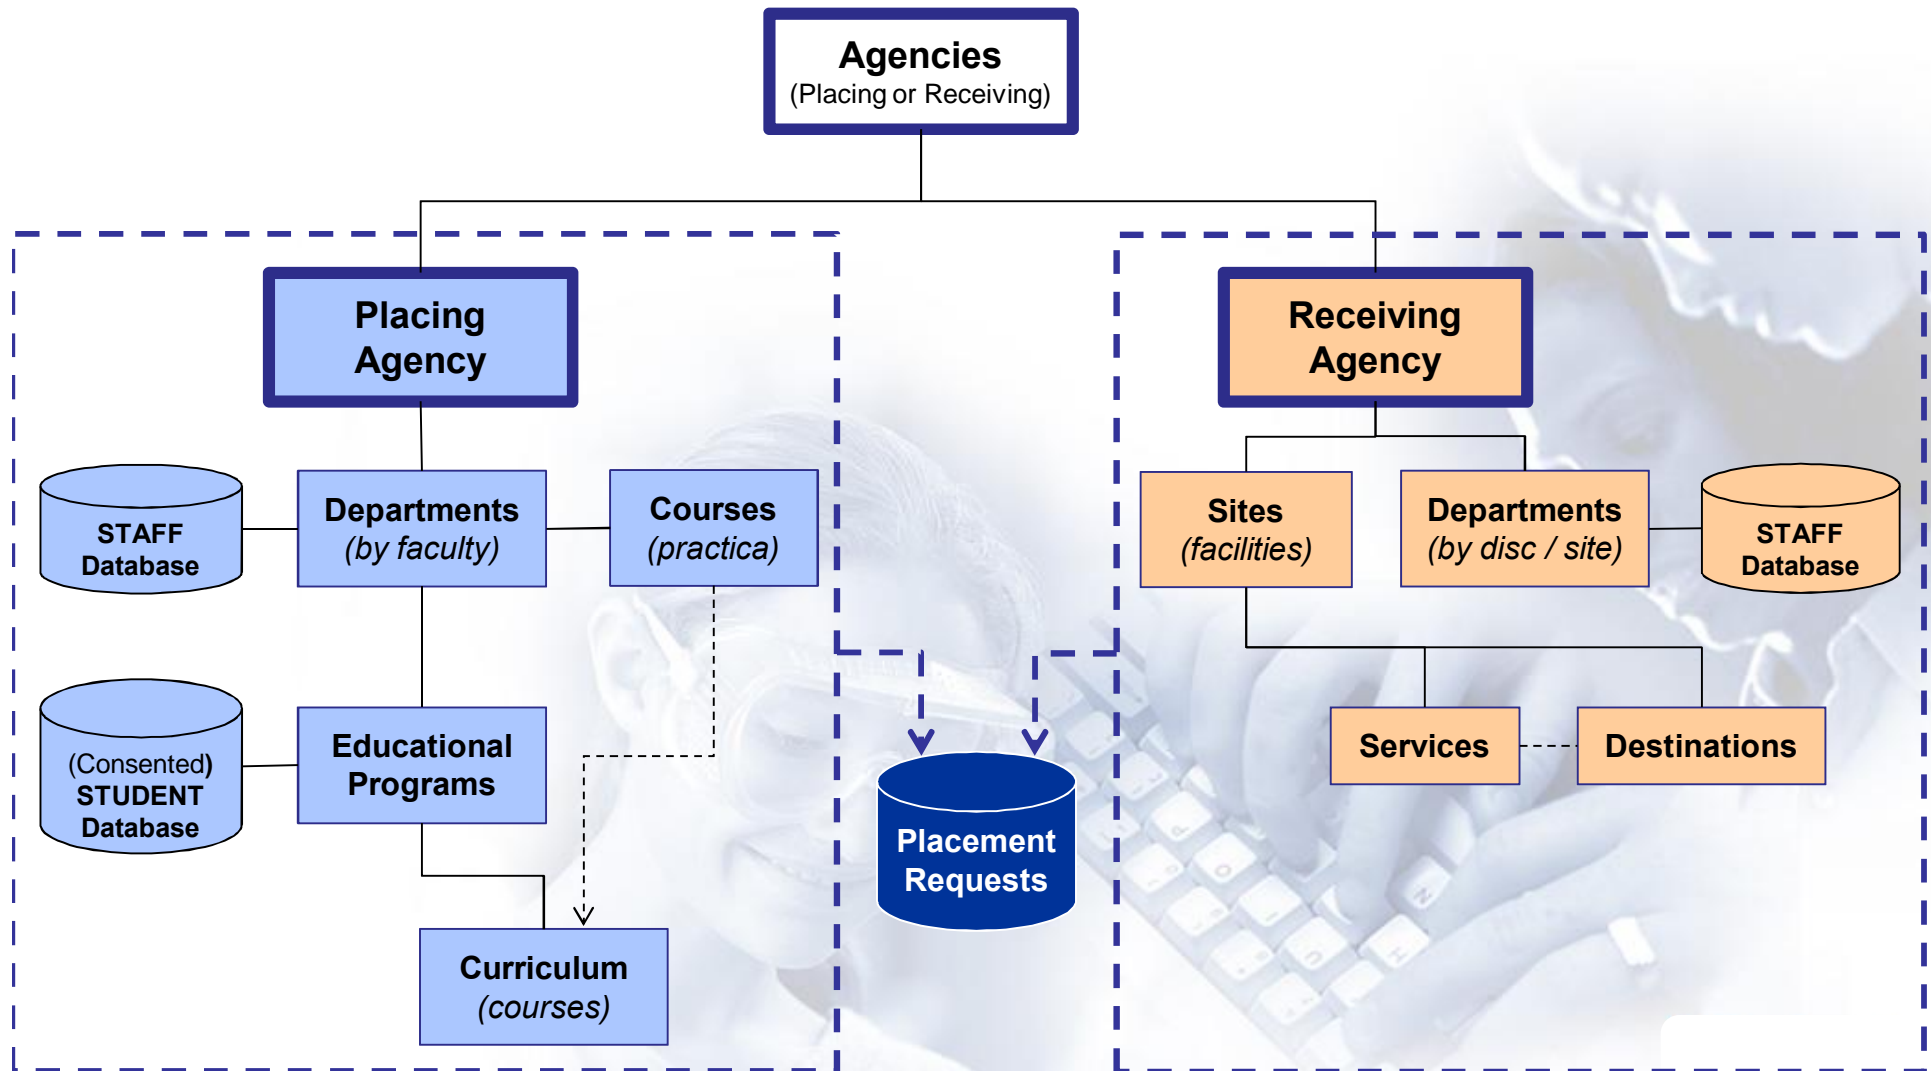 Agencies
(Placing or Receiving)
Placing
Agency
Receiving
Agency
STAFF
Database
Departments
(by faculty)
Courses
(practica)
Sites
(facilities)
Departments
(by disc / site)
STAFF
Database
(Consented)
STUDENT
Database
Educational
Programs
Services
Destinations
Placement
Requests
Curriculum
(courses)